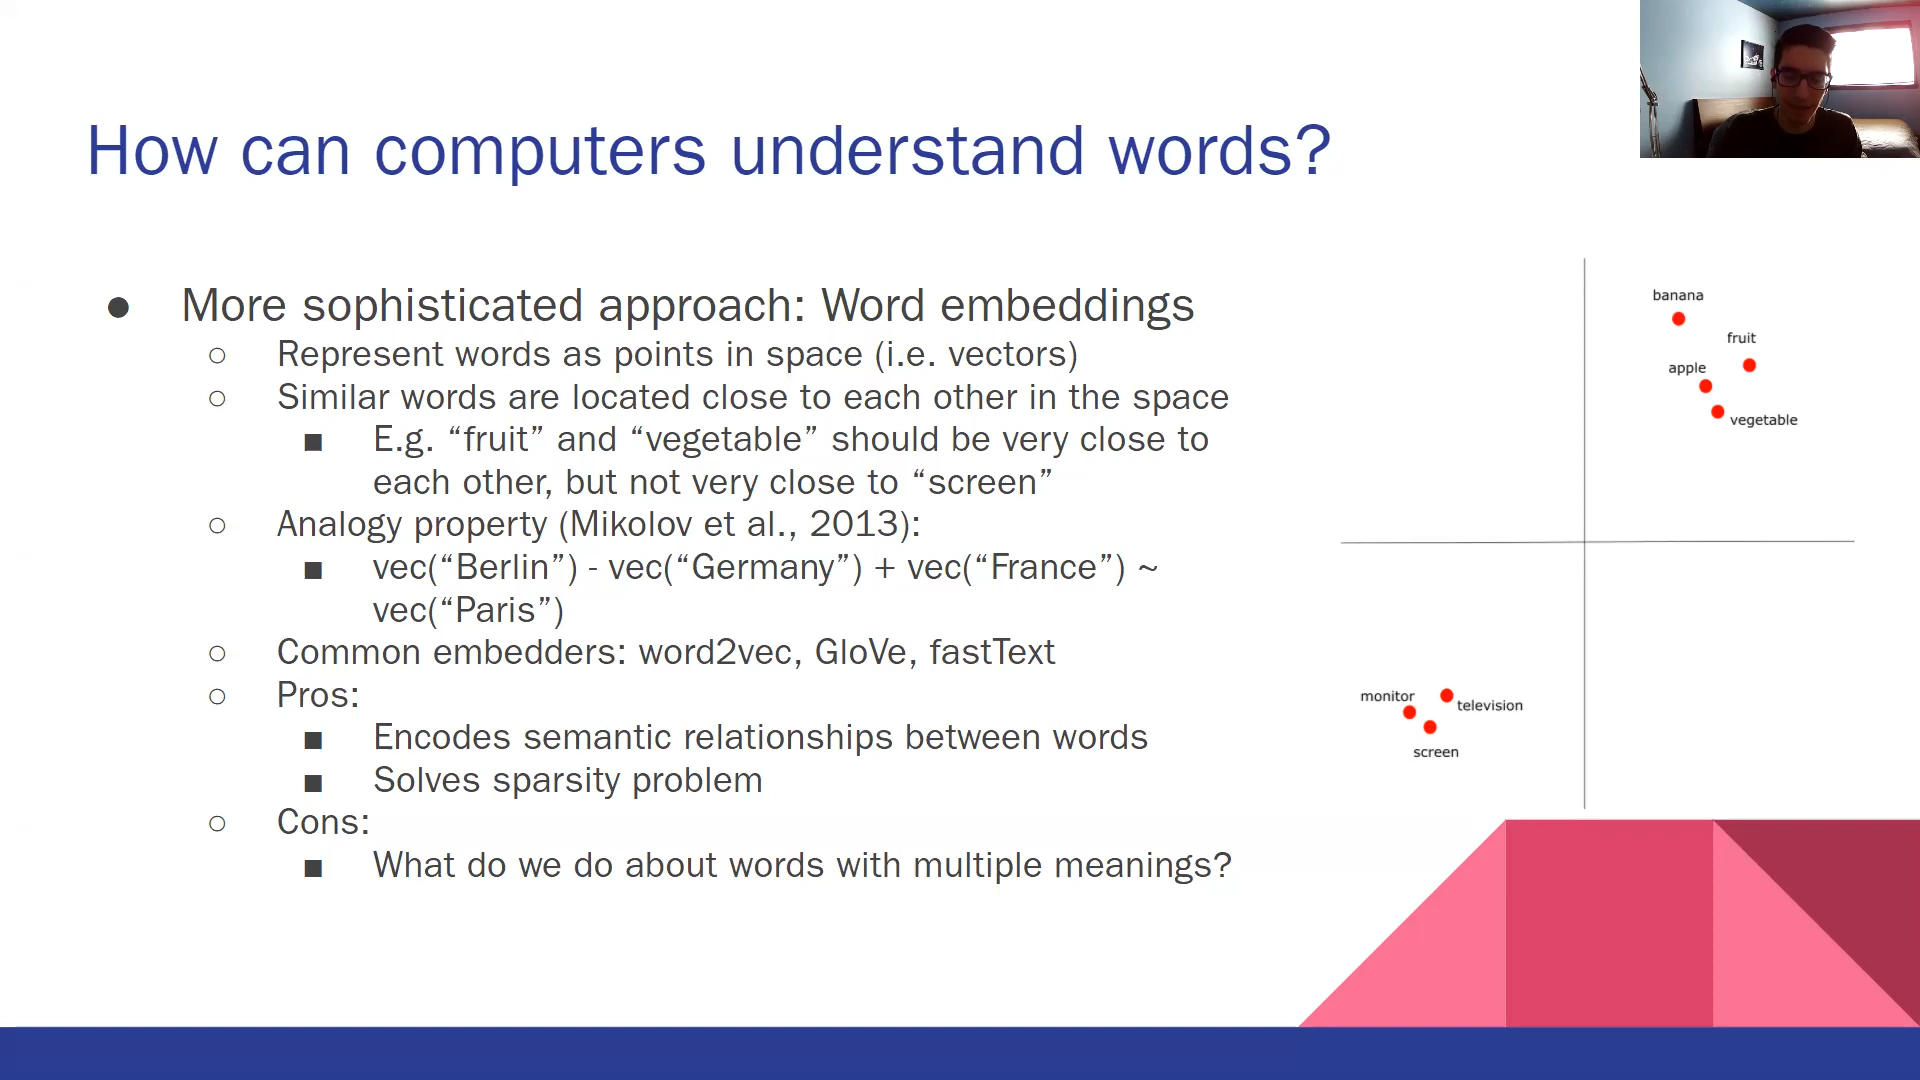 How can computers understand words?
● More sophisticated approach: Word embeddings
○ Represent words as points in space (i.e. vectors)
○ Similar words are located close to each other in the space
■ E.g. “fruit” and “vegetable” should be very close to
each other, but not very close to “screen”
○ Analogy property (Mikolov et al., 2013):
■ vec(“Berlin”) - vec(“Germany”) + vec(“France”) ~
vec(“Paris”)
○ Common embedders: word2vec, GloVe, fastText
○ Pros:
■ Encodes semantic relationships between words
■ Solves sparsity problem
○ Cons:
■ What do we do about words with multiple meanings?
banana
fruit
apple
vegetable
monitor
television
screen